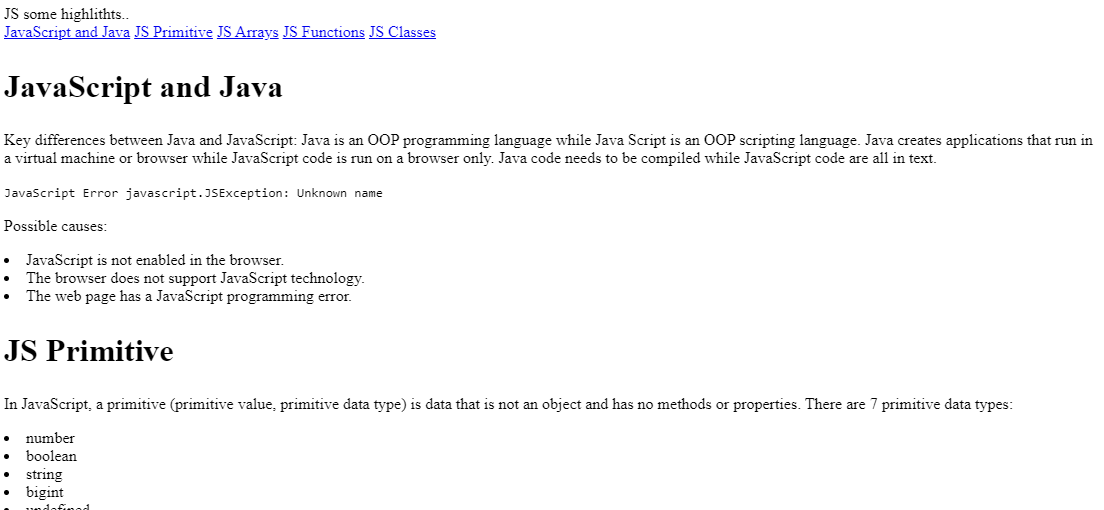 JS some highlithts..
JavaScript and Java JS Primitive JS Arrays JS Functions JS Classes
JavaScript and Java
Key differences between Java and JavaScript: Java is an OOP programming language while Java Script is an OOP scripting language. Java creates applications that run in
a virtual machine or browser while JavaScript code is run on a browser only. Java code needs to be compiled while JavaScript code are all in text.
JavaScript Error javascript.JSException: Unknown name
Possible causes:
JavaScript is not enabled in the browser.
The browser does not support JavaScript technology.
The web page has a JavaScript programming error.
JS Primitive
In JavaScript, a primitive (primitive value, primitive data type) is data that is not an object and has no methods or properties. There are 7 primitive data types:
number
boolean
string
bigint
undefined